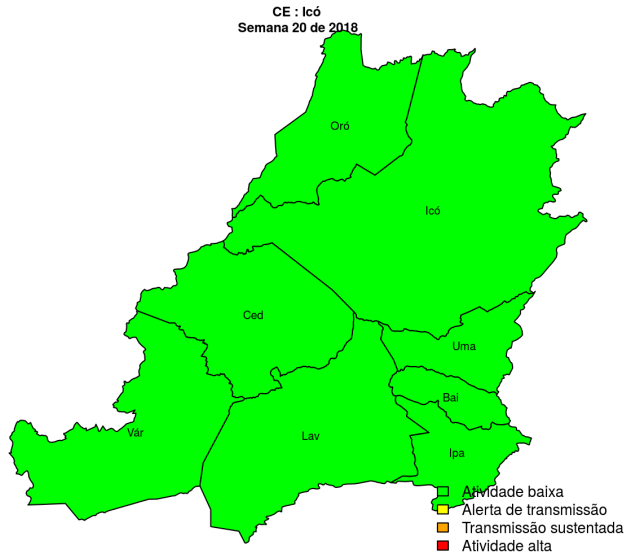 CE : Icó
Semana 20 de 2018
Oró
Icó
Ced
Uma
Bai
Vár
Lav
Ipa
Atividade baixa
Alerta de transmissão
Transmissão sustentada
Atividade alta